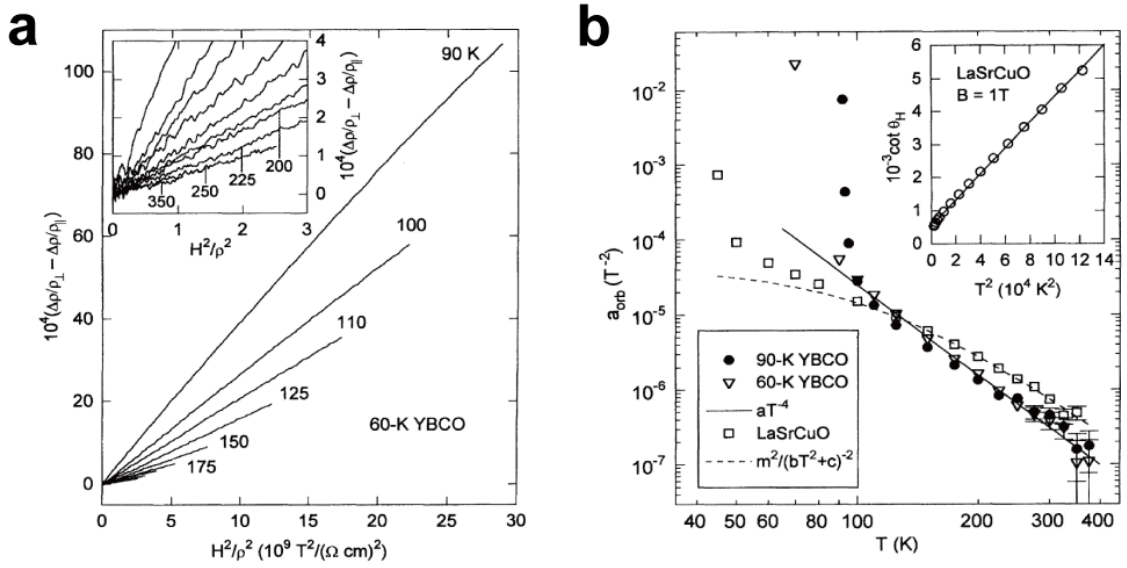 a
10⁴(Δρ/ρ⊥ − Δρ/ρ∥)
100
80
60
40
20
0
0 5 10 15 20 25 30
H²/ρ² (10⁹ T²/(Ω cm)²)
90 K
100
110
125
150
175
60-K YBCO
4
3
2
1
0
10⁴(Δρ/ρ⊥ − Δρ/ρ∥)
200
225
250
350
0 1 2 3
H²/ρ²
b
a_orb (T⁻²)
10⁻²
10⁻³
10⁻⁴
10⁻⁵
10⁻⁶
10⁻⁷
40 50 60 80 100 200 300 400
T (K)
90-K YBCO
60-K YBCO
aT⁻⁴
LaSrCuO
m²/(bT²+c)⁻²
10⁻³cot θ_H
6
5
4
3
2
1
0
LaSrCuO
B = 1T
0 2 4 6 8 10 12 14
T² (10⁴ K²)